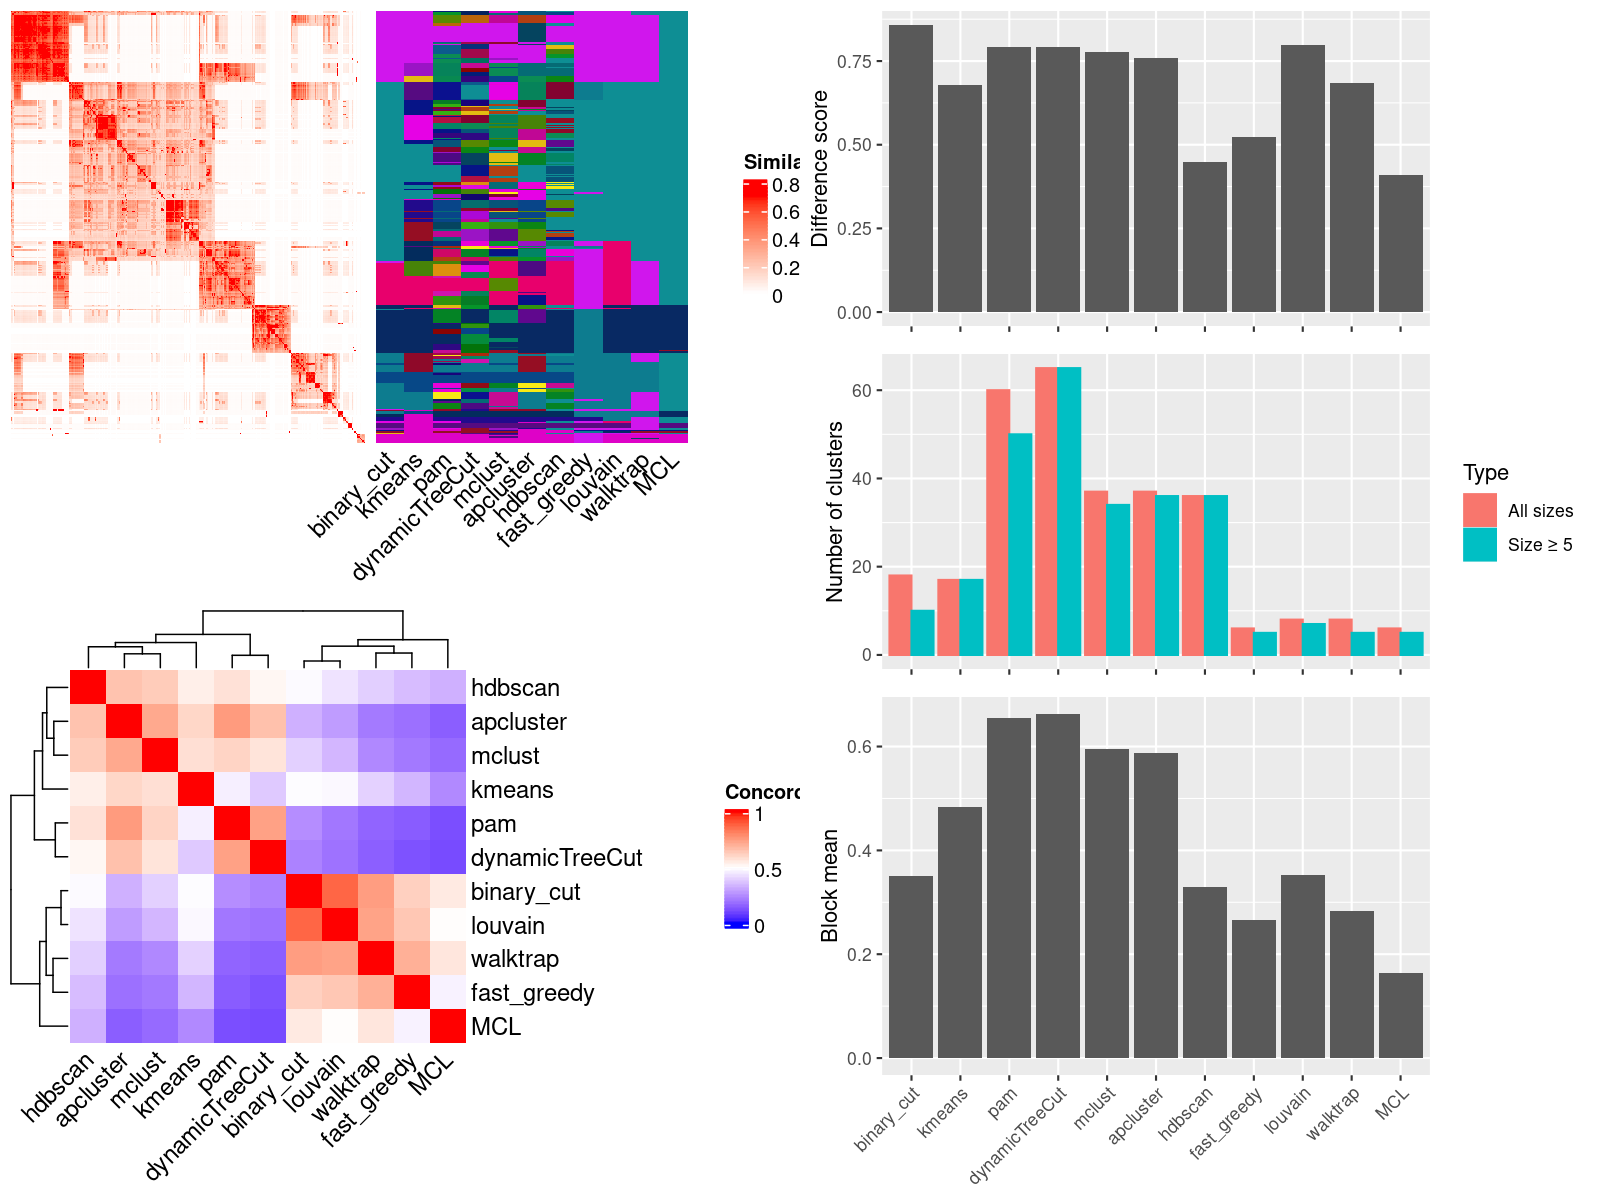 Simila
0.8
0.6
0.4
0.2
0
binary_cut
kmeans
pam
dynamicTreeCut
mclust
apcluster
hdbscan
fast_greedy
louvain
walktrap
MCL
hdbscan
apcluster
mclust
kmeans
pam
dynamicTreeCut
binary_cut
louvain
walktrap
fast_greedy
MCL
hdbscan
apcluster
mclust
kmeans
pam
dynamicTreeCut
binary_cut
louvain
walktrap
fast_greedy
MCL
Concord
1
0.5
0
Difference score
0.75
0.50
0.25
0.00
Number of clusters
60
40
20
0
Type
All sizes
Size ≥ 5
Block mean
0.6
0.4
0.2
0.0
binary_cut
kmeans
pam
dynamicTreeCut
mclust
apcluster
hdbscan
fast_greedy
louvain
walktrap
MCL